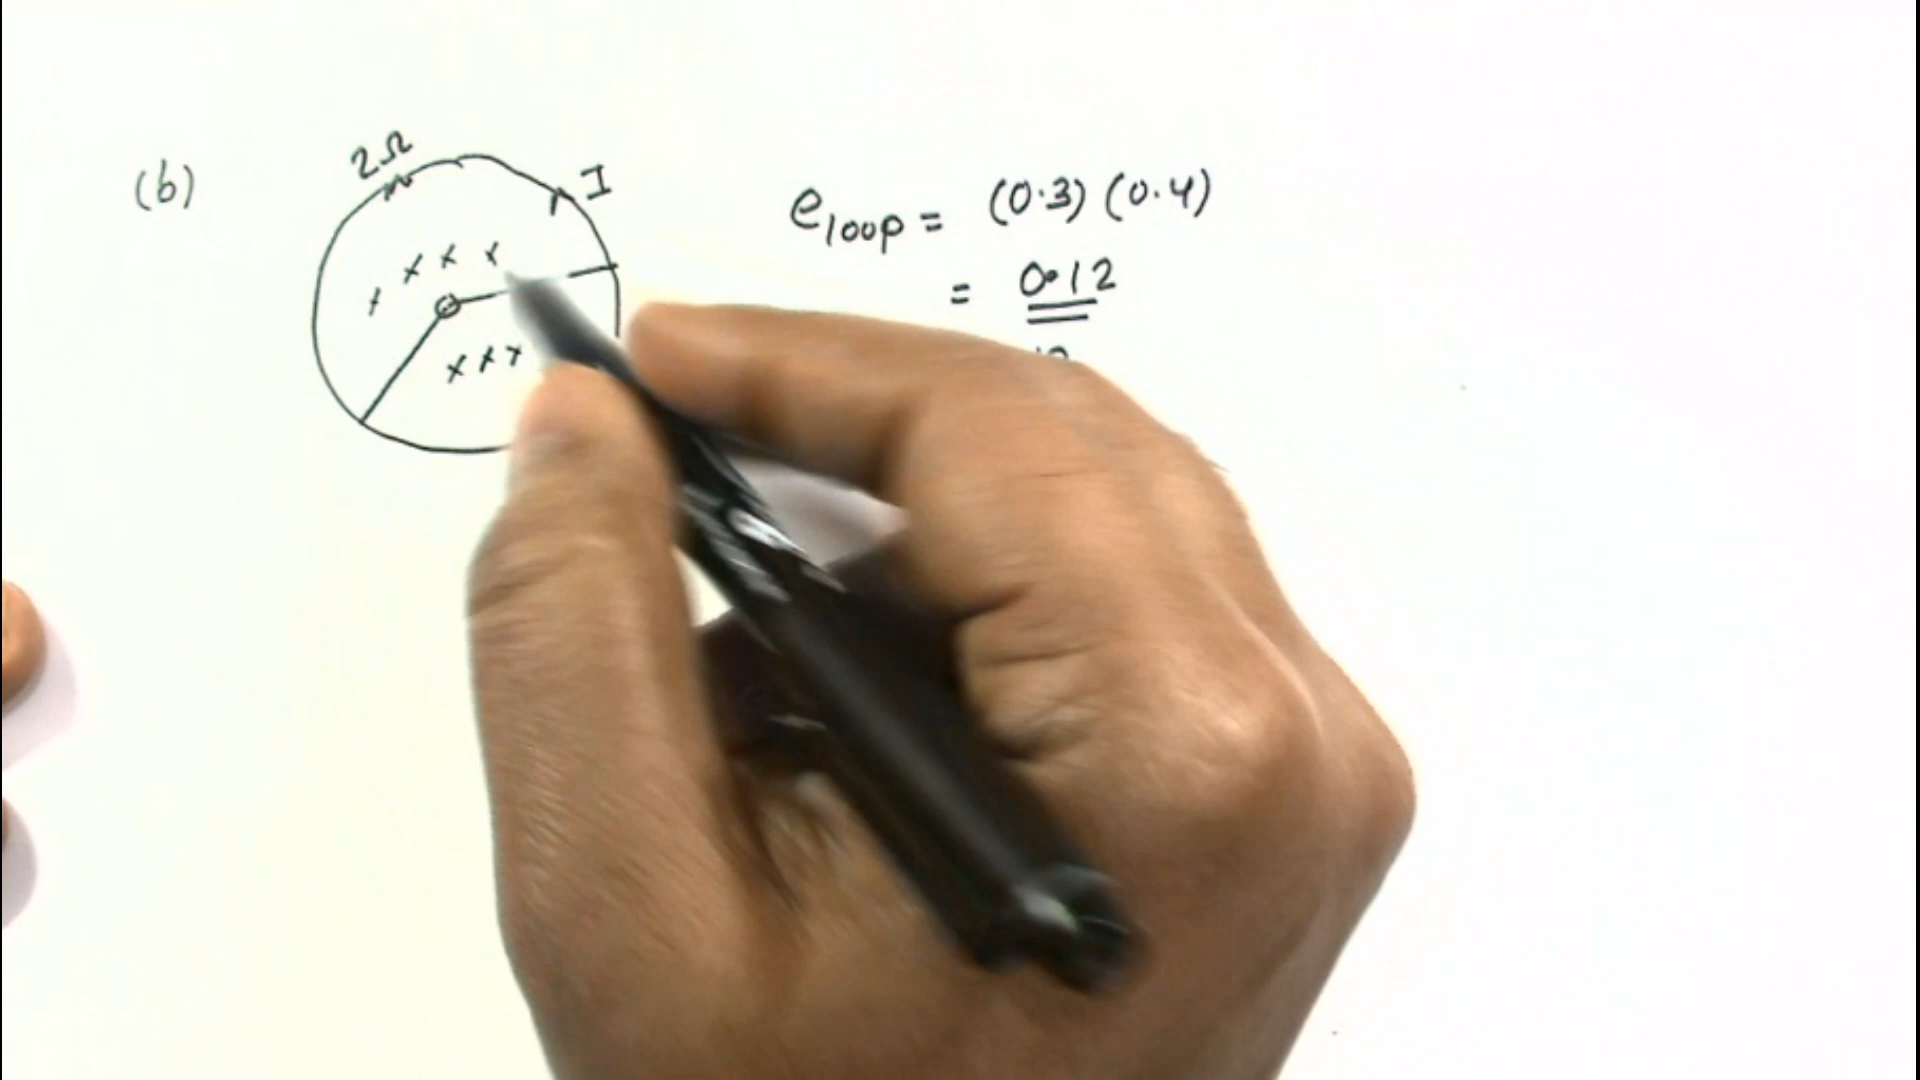 (b)
2Ω
I
x x x x
x x x
e_loop = (0.3) (0.4)
= 0.12